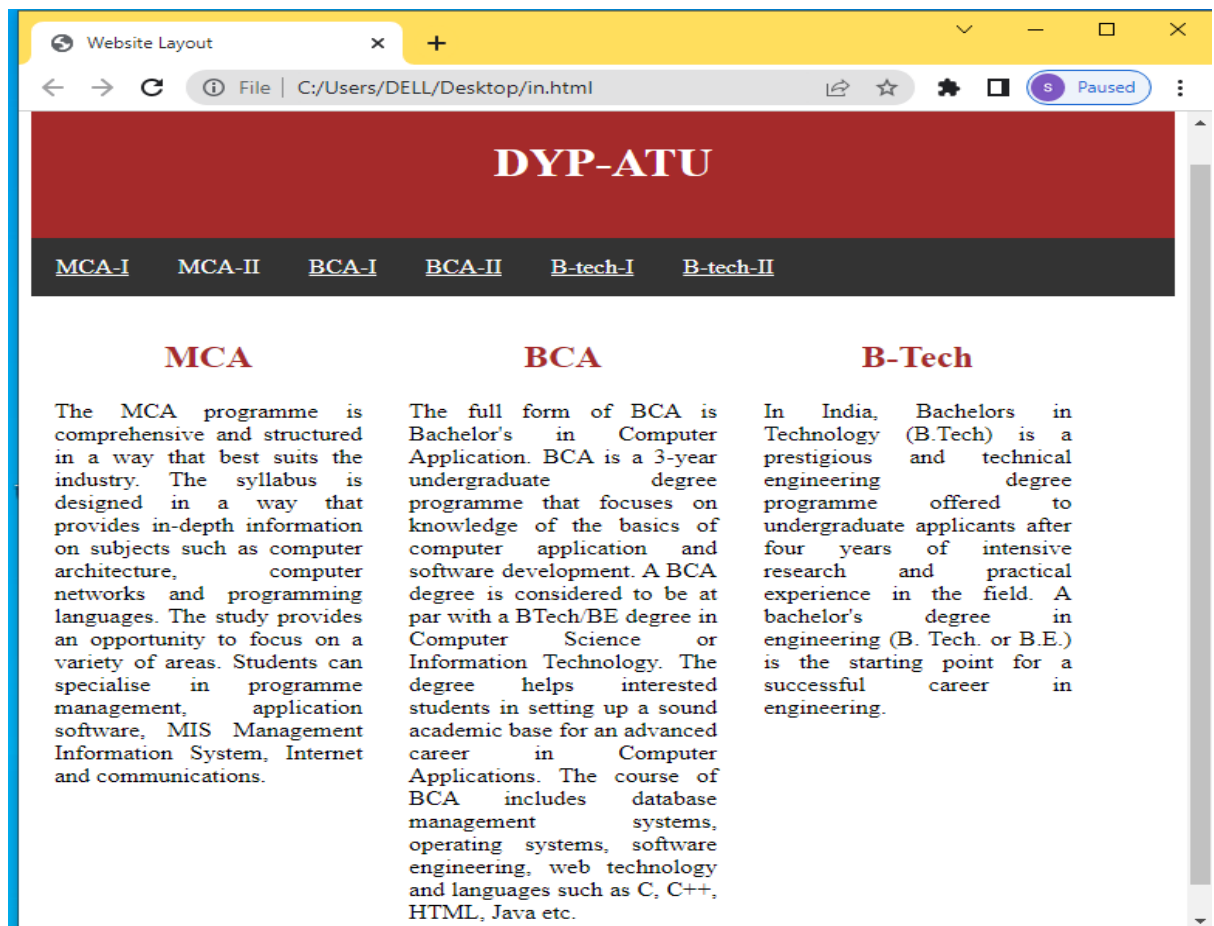 Website Layout
File | C:/Users/DELL/Desktop/in.html
S
Paused
DYP-ATU
MCA-I MCA-II BCA-I BCA-II B-tech-I B-tech-II
MCA
The MCA programme is
comprehensive and structured
in a way that best suits the
industry. The syllabus is
designed in a way that
provides in-depth information
on subjects such as computer
architecture, computer
networks and programming
languages. The study provides
an opportunity to focus on a
variety of areas. Students can
specialise in programme
management, application
software, MIS Management
Information System, Internet
and communications.
BCA
The full form of BCA is
Bachelor's in Computer
Application. BCA is a 3-year
undergraduate degree
programme that focuses on
knowledge of the basics of
computer application and
software development. A BCA
degree is considered to be at
par with a BTech/BE degree in
Computer Science or
Information Technology. The
degree helps interested
students in setting up a sound
academic base for an advanced
career in Computer
Applications. The course of
BCA includes database
management systems,
operating systems, software
engineering, web technology
and languages such as C, C++,
HTML, Java etc.
B-Tech
In India, Bachelors in
Technology (B.Tech) is a
prestigious and technical
engineering degree
programme offered to
undergraduate applicants after
four years of intensive
research and practical
experience in the field. A
bachelor's degree in
engineering (B. Tech. or B.E.)
is the starting point for a
successful career in
engineering.